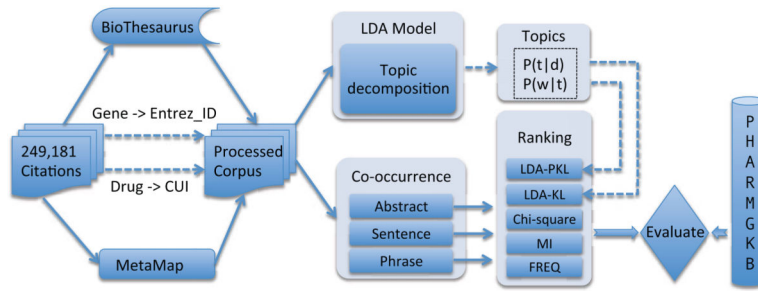 BioThesaurus
Gene -> Entrez_ID
249,181
Citations
Drug -> CUI
MetaMap
Processed
Corpus
LDA Model
Topic
decomposition
Topics
P(t|d)
P(w|t)
Co-occurrence
Abstract
Sentence
Phrase
Ranking
LDA-PKL
LDA-KL
Chi-square
MI
FREQ
Evaluate
P
H
A
R
M
G
K
B